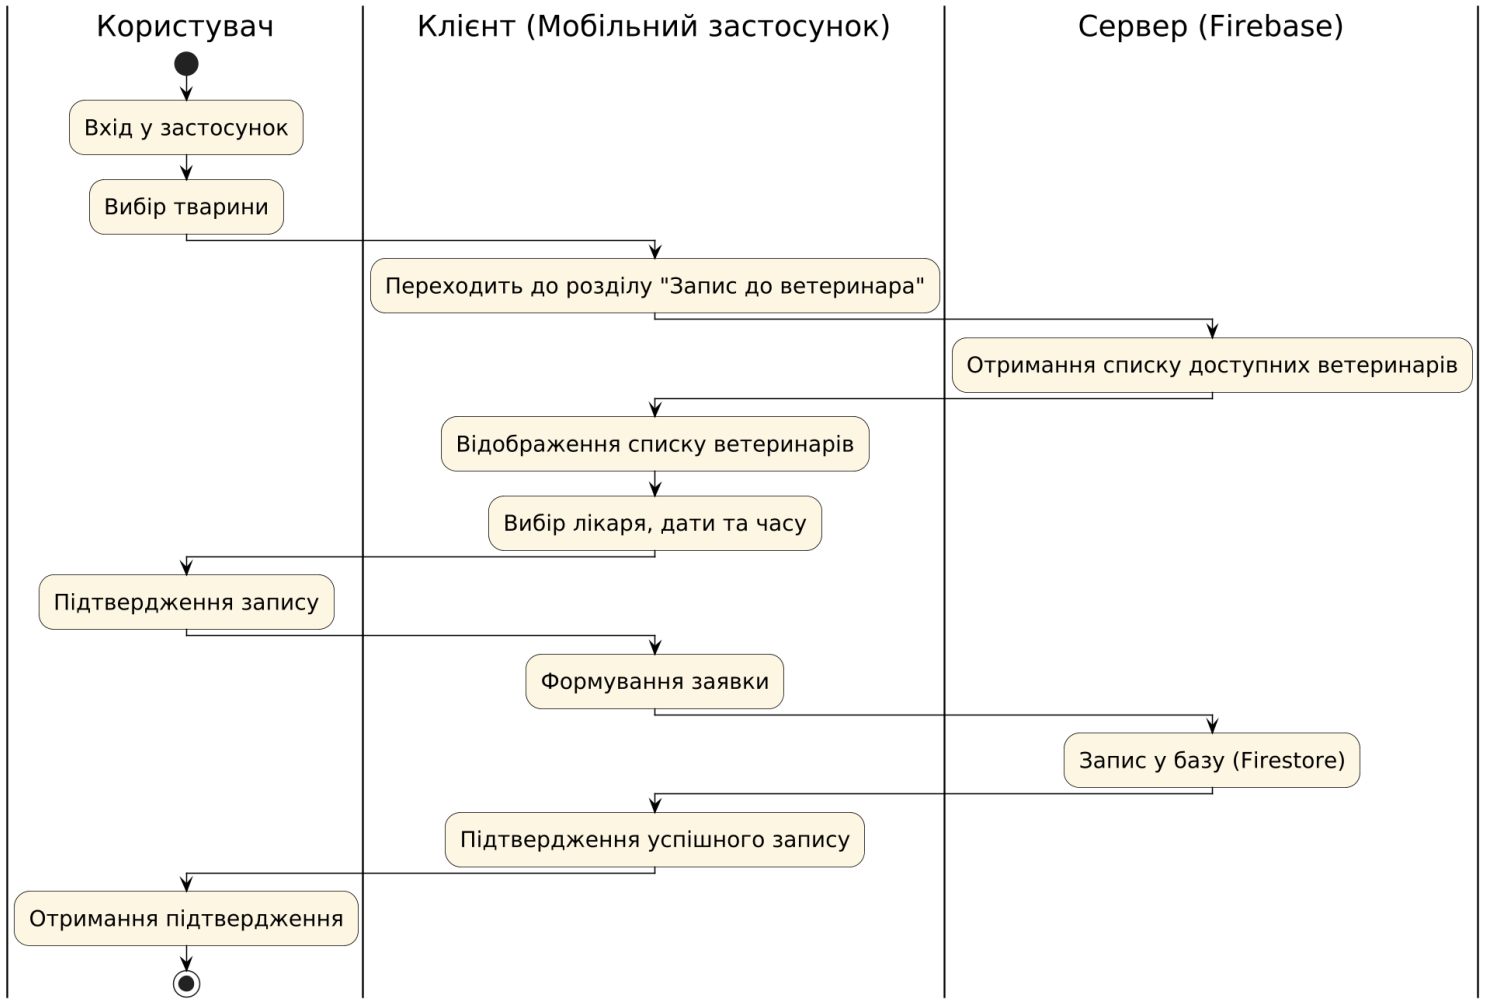 Користувач
Клієнт (Мобільний застосунок)
Сервер (Firebase)
Вхід у застосунок
Вибір тварини
Переходить до розділу "Запис до ветеринара"
Отримання списку доступних ветеринарів
Відображення списку ветеринарів
Вибір лікаря, дати та часу
Підтвердження запису
Формування заявки
Запис у базу (Firestore)
Підтвердження успішного запису
Отримання підтвердження